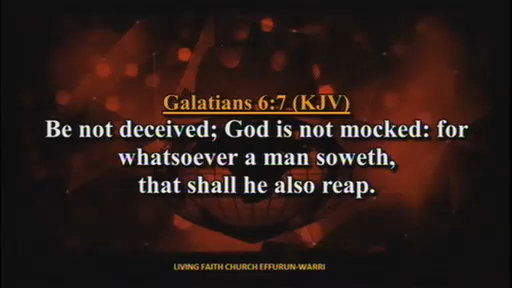 Galatians 6:7 (KJV)
Be not deceived; God is not mocked: for
whatsoever a man soweth,
that shall he also reap.
LIVING FAITH CHURCH EFFURUN-WARRI